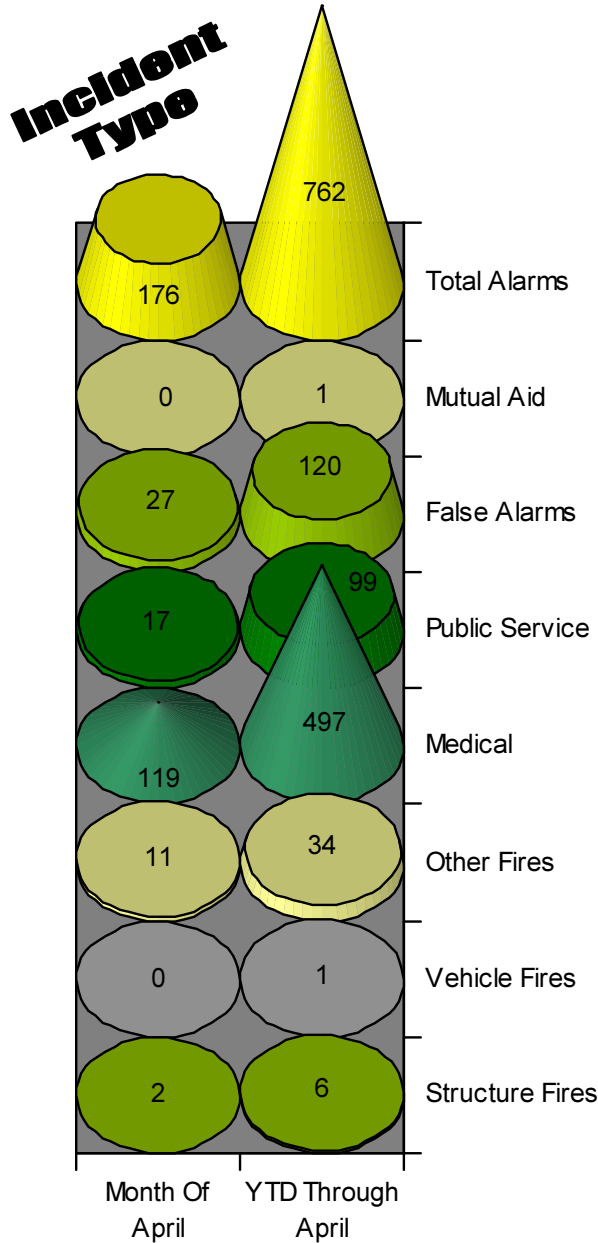 Incident
Type
762
176
Total Alarms
0
1
Mutual Aid
27
120
False Alarms
17
99
Public Service
119
497
Medical
11
34
Other Fires
0
1
Vehicle Fires
2
6
Structure Fires
Month Of
April
YTD Through
April